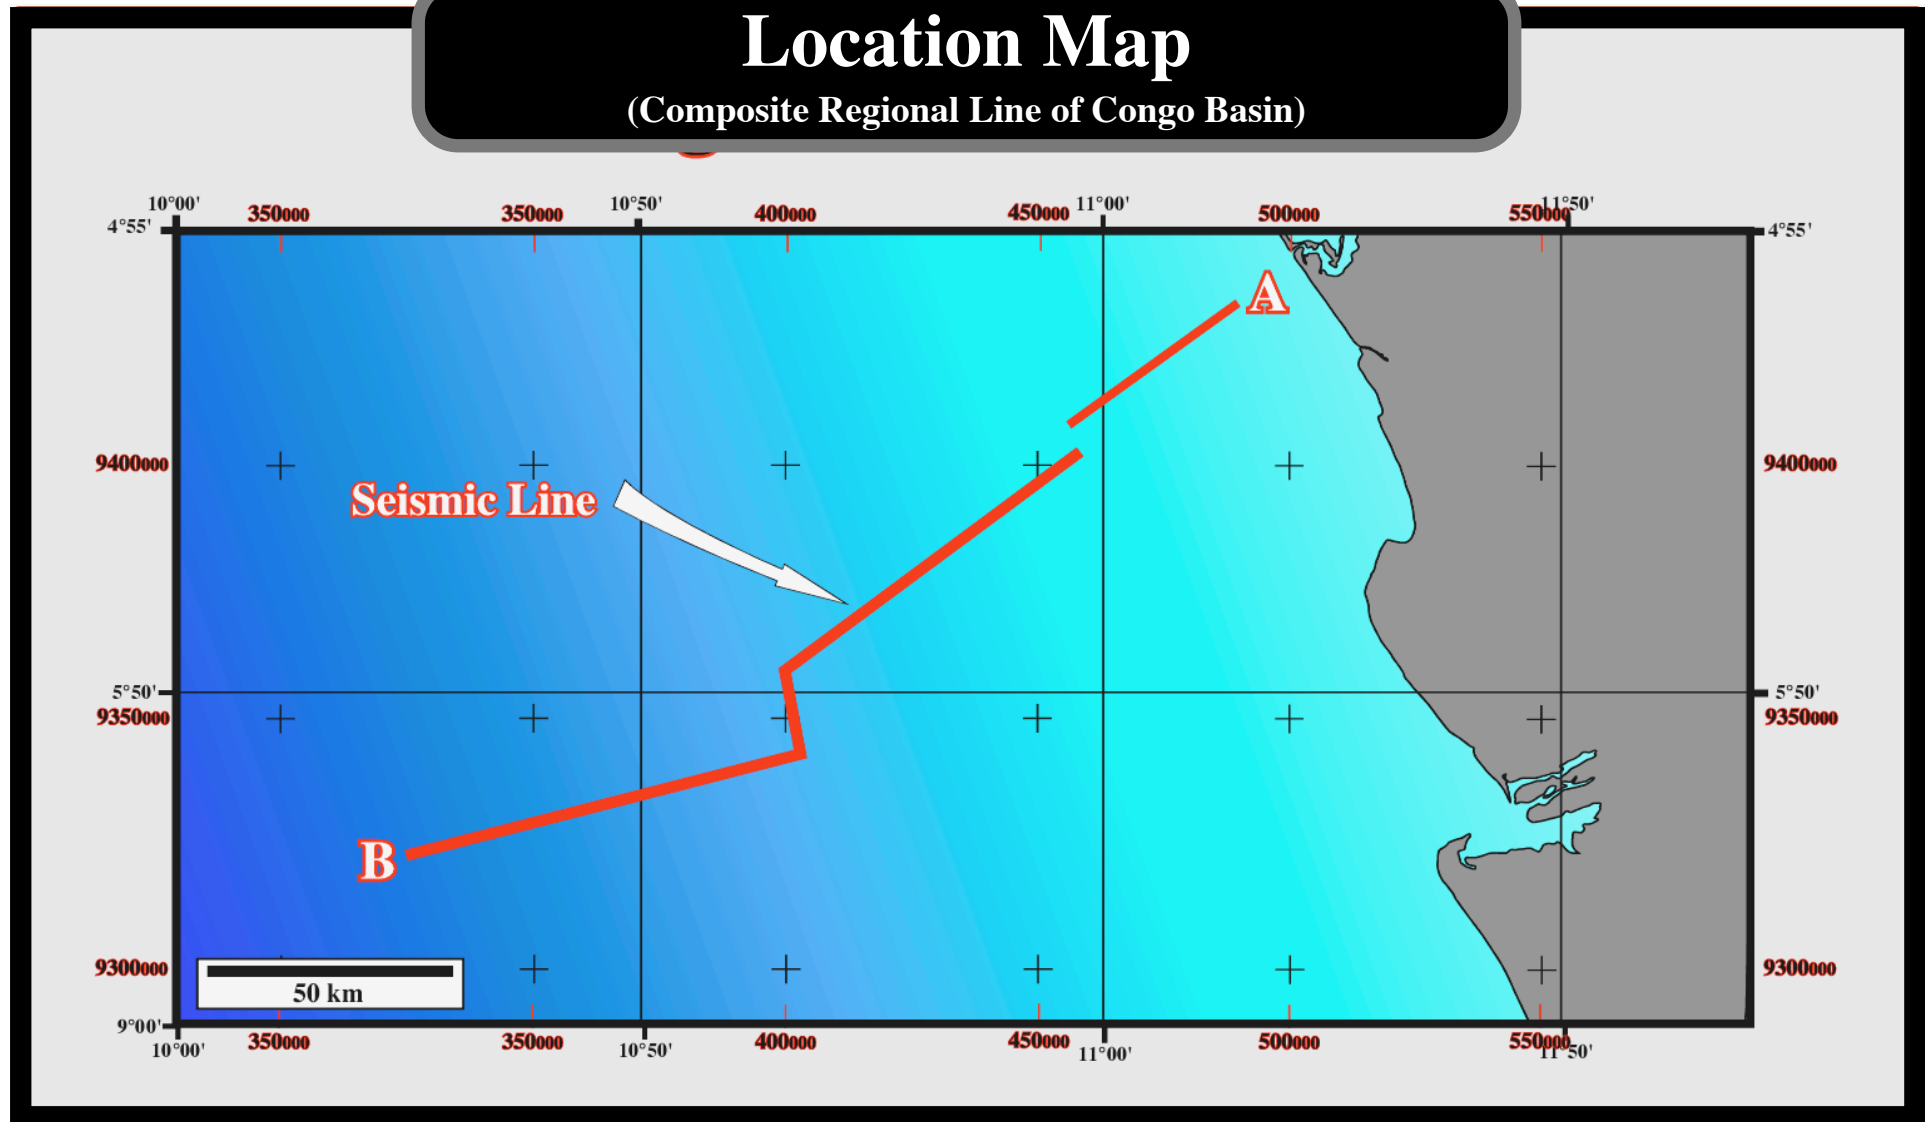 Location Map
(Composite Regional Line of Congo Basin)
10°00' 350000 350000 10°50' 400000 450000 11°00' 500000 550000 11°50'
4°55' 4°55'
A
9400000 9400000
Seismic Line
5°50' 5°50'
9350000 9350000
B
9300000 9300000
50 km
9°00'
10°00' 350000 350000 10°50' 400000 450000 11°00' 500000 550000 11°50'